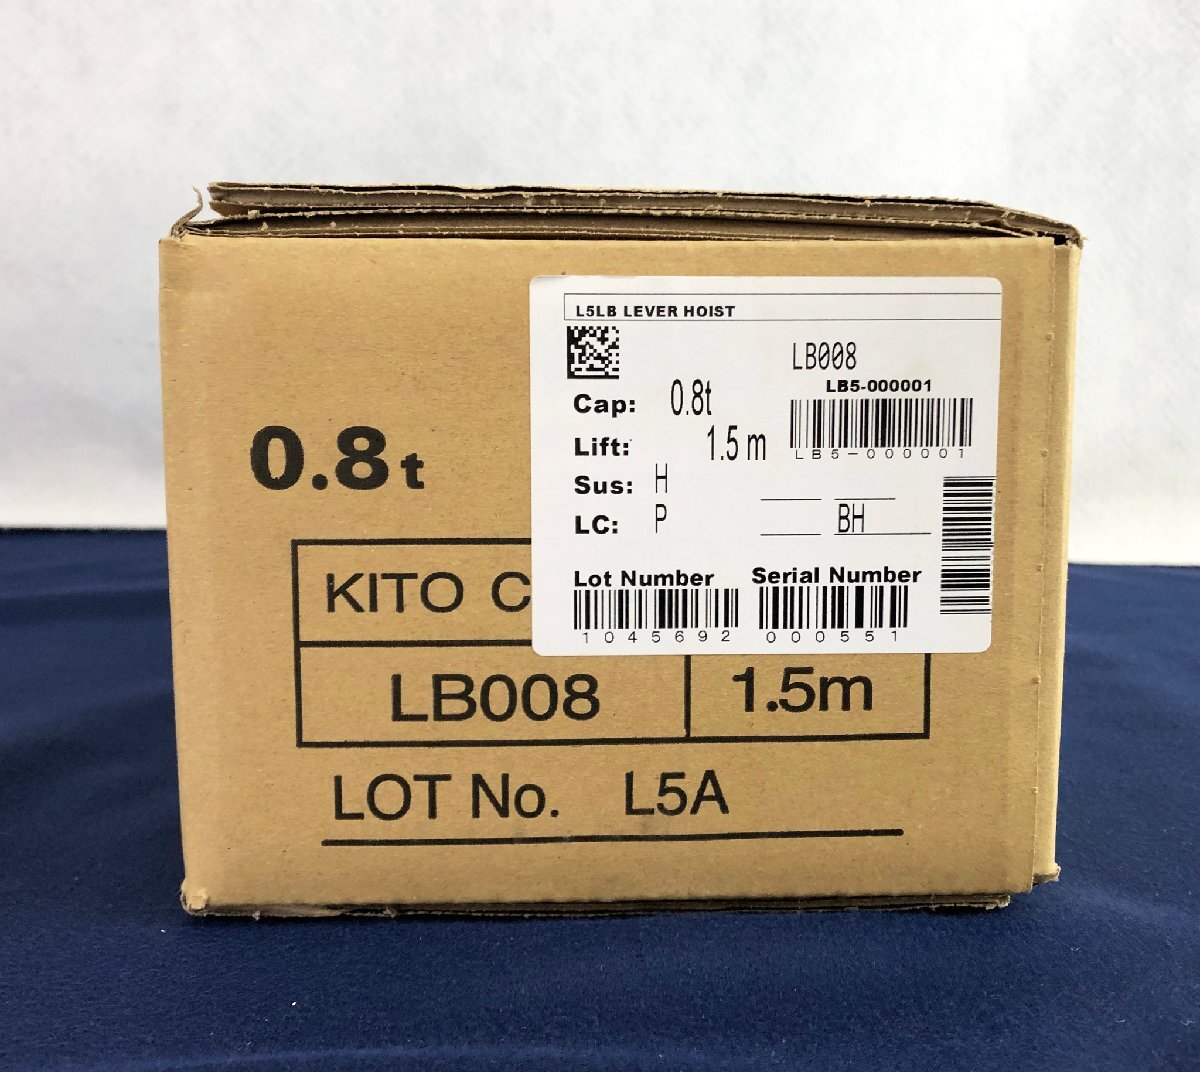 L5LB LEVER HOIST
LB008
LB5-000001
Cap: 0.8t
LB5-000001
Lift: 1.5 m
Sus: H
LC: P BH
Lot Number Serial Number
1045692 000551
0.8t
KITO C
LB008 1.5m
LOT No. L5A